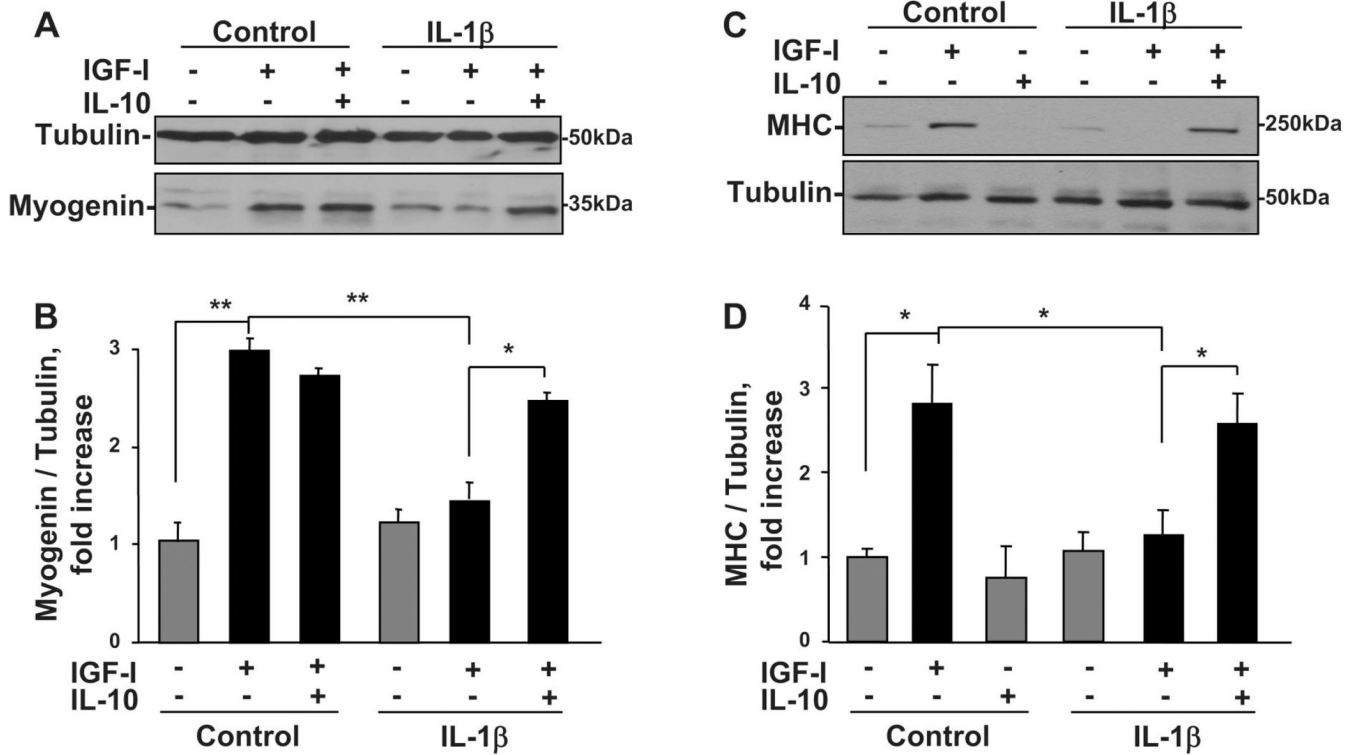 A
Control IL-1β
IGF-I - + + - + +
IL-10 - - + - - +
Tubulin- -50kDa
Myogenin- -35kDa
B
Myogenin / Tubulin,
fold increase
** ** *
3
2
1
0
IGF-I - + + - + +
IL-10 - - + - - +
Control IL-1β
C
Control IL-1β
IGF-I - + - - + +
IL-10 - - + - - +
MHC- -250kDa
Tubulin- -50kDa
D
MHC / Tubulin,
fold increase
* * *
4
3
2
1
0
IGF-I - + - - + +
IL-10 - - + - - +
Control IL-1β